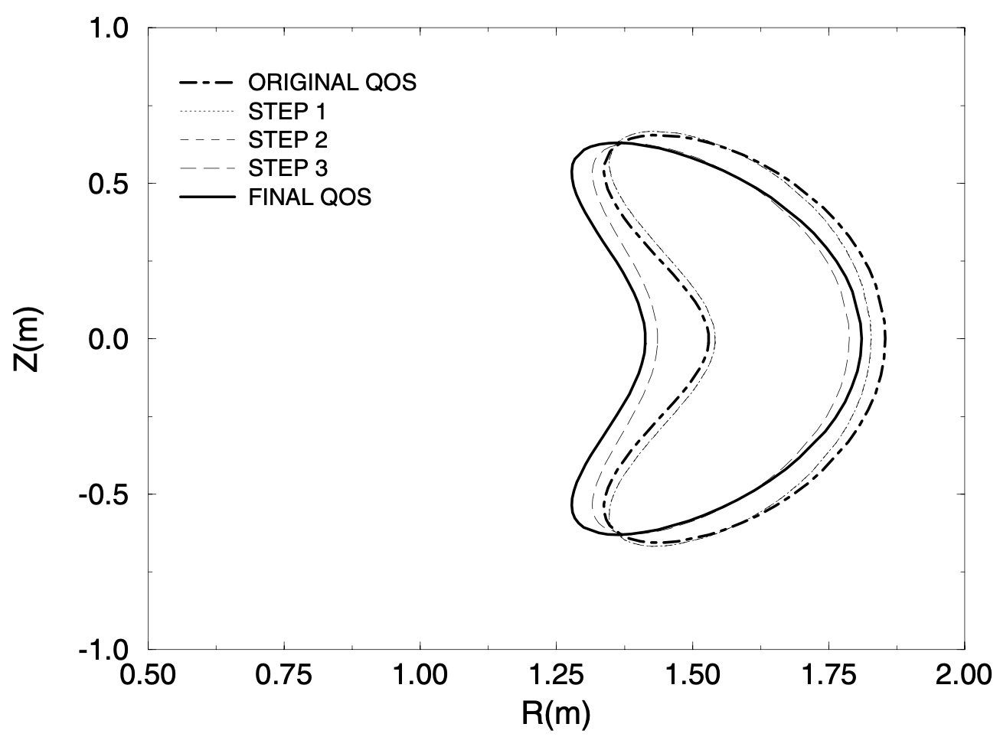 1.0
ORIGINAL QOS
STEP 1
STEP 2
0.5
STEP 3
FINAL QOS
Z(m)
0.0
-0.5
-1.0
0.50 0.75 1.00 1.25 1.50 1.75 2.00
R(m)